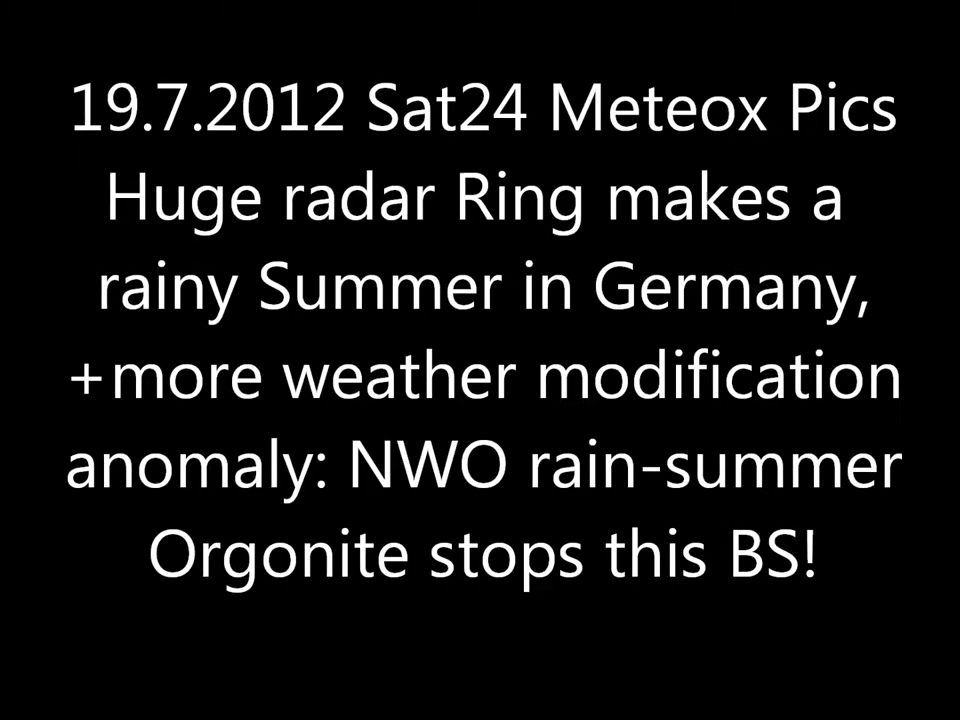 19.7.2012 Sat24 Meteox Pics
Huge radar Ring makes a
rainy Summer in Germany,
+more weather modification
anomaly: NWO rain-summer
Orgonite stops this BS!